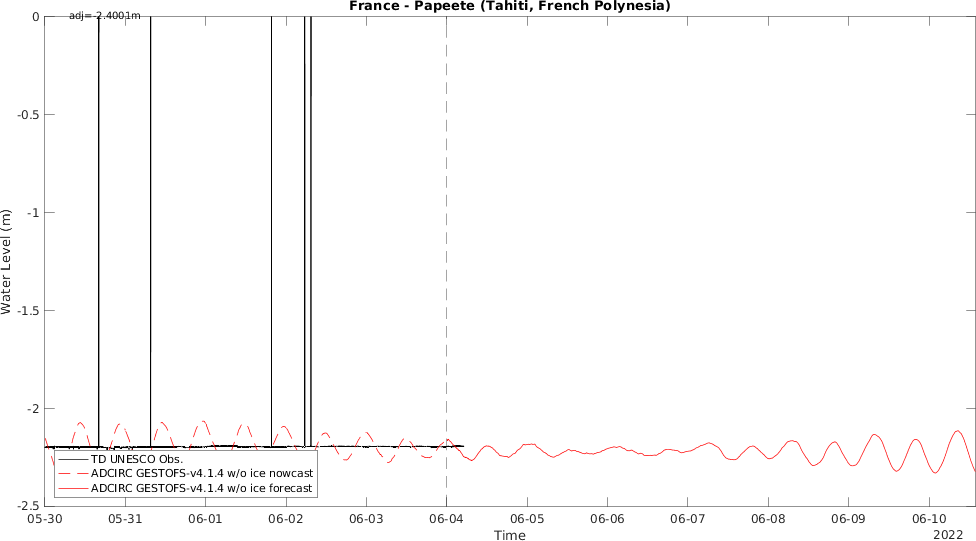 France - Papeete (Tahiti, French Polynesia)
adj=-2.4001m
0
-0.5
-1
-1.5
-2
-2.5
Water Level (m)
TD UNESCO Obs.
ADCIRC GESTOFS-v4.1.4 w/o ice nowcast
ADCIRC GESTOFS-v4.1.4 w/o ice forecast
05-30 05-31 06-01 06-02 06-03 06-04 06-05 06-06 06-07 06-08 06-09 06-10
Time
2022